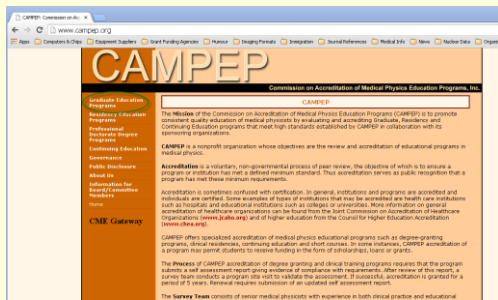 CAMPEP: Commission on Acc
www.campep.org
Apps Computers & Chips Equipment Suppliers Grant Funding Agencies Humour Imaging Formats Immigration Journal References Medical Info News Nuclear Data
CAMPEP
Commission on Accreditation of Medical Physics Education Programs, Inc.
Graduate Education
Programs
Residency Education
Programs
Professional
Doctorate Degree
Programs
Continuing Education
Governance
Public Disclosure
About Us
Information for
Board/Committee
Members
Home
CME Gateway
CAMPEP
The Mission of the Commission on Accreditation of Medical Physics Education Programs (CAMPEP) is to promote
consistent quality education of medical physicists by evaluating and accrediting Graduate, Residency and
Continuing Education programs that meet high standards established by CAMPEP in collaboration with its
sponsoring organizations.
CAMPEP is a nonprofit organization whose objectives are the review and accreditation of educational programs in
medical physics.
Accreditation is a voluntary, non-governmental process of peer review, the objective of which is to ensure a
program or institution has met a defined minimum standard. Thus accreditation serves as public recognition that a
program has met these minimum requirements.
Accreditation is sometimes confused with certification. In general, institutions and programs are accredited and
individuals are certified. Some examples of types of institutions that may be accredited are health care institutions
such as hospitals and educational institutions such as colleges or universities. More information on general
accreditation of healthcare organizations can be found from the Joint Commission on Accreditation of Healthcare
Organizations (www.jcaho.org) and of higher education from the Council for Higher Education Accreditation
(www.chea.org).
CAMPEP offers specialized accreditation of medical physics educational programs such as degree-granting
programs, clinical residencies, continuing education and short courses. In some instances, CAMPEP accreditation of
a program may permit students to receive funding in the form of scholarships, loans or grants.
The Process of CAMPEP accreditation of degree granting and clinical training programs requires that the program
submits a self assessment report giving evidence of compliance with requirements. After review of this report, a
survey team conducts a program site visit to validate the assessment. If successful, accreditation is granted for a
period of 5 years. Renewal requires submission of an updated self assessment report.
The Survey Team consists of senior medical physicists with experience in both clinical practice and educational